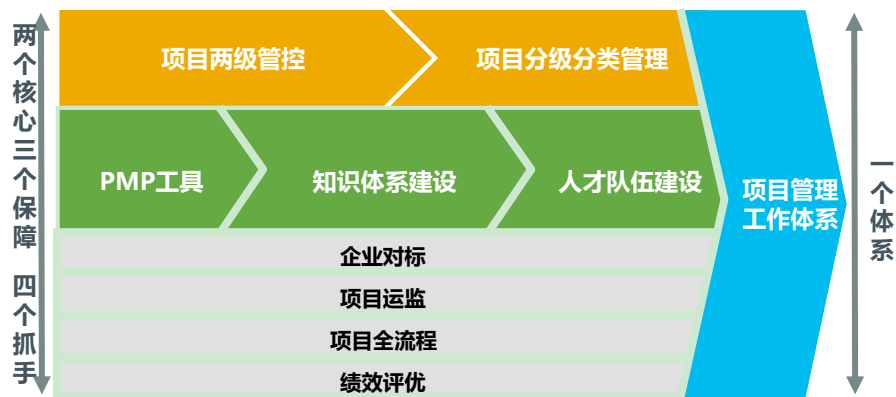 两个核心三个保障 四个抓手
项目两级管控
项目分级分类管理
PMP工具
知识体系建设
人才队伍建设
企业对标
项目运监
项目全流程
绩效评优
项目管理
工作体系
一个体系